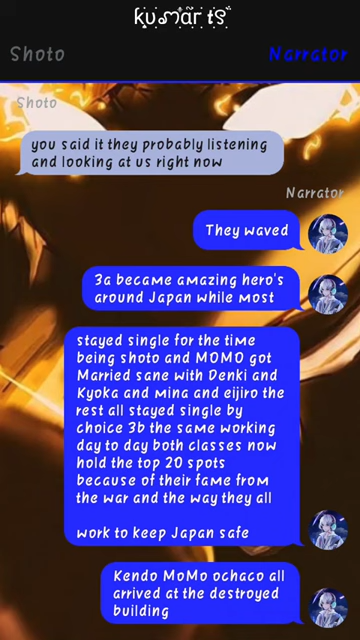 kumar ts
Shoto
Narrator
Shoto
you said it they probably listening
and looking at us right now
Narrator
They waved
3a became amazing hero's
around Japan while most
stayed single for the time
being shoto and MOMO got
Married sane with Denki and
Kyoka and mina and eijiro the
rest all stayed single by
choice 3b the same working
day to day both classes now
hold the top 20 spots
because of their fame from
the war and the way they all
work to keep Japan safe
Kendo MoMo ochaco all
arrived at the destroyed
building